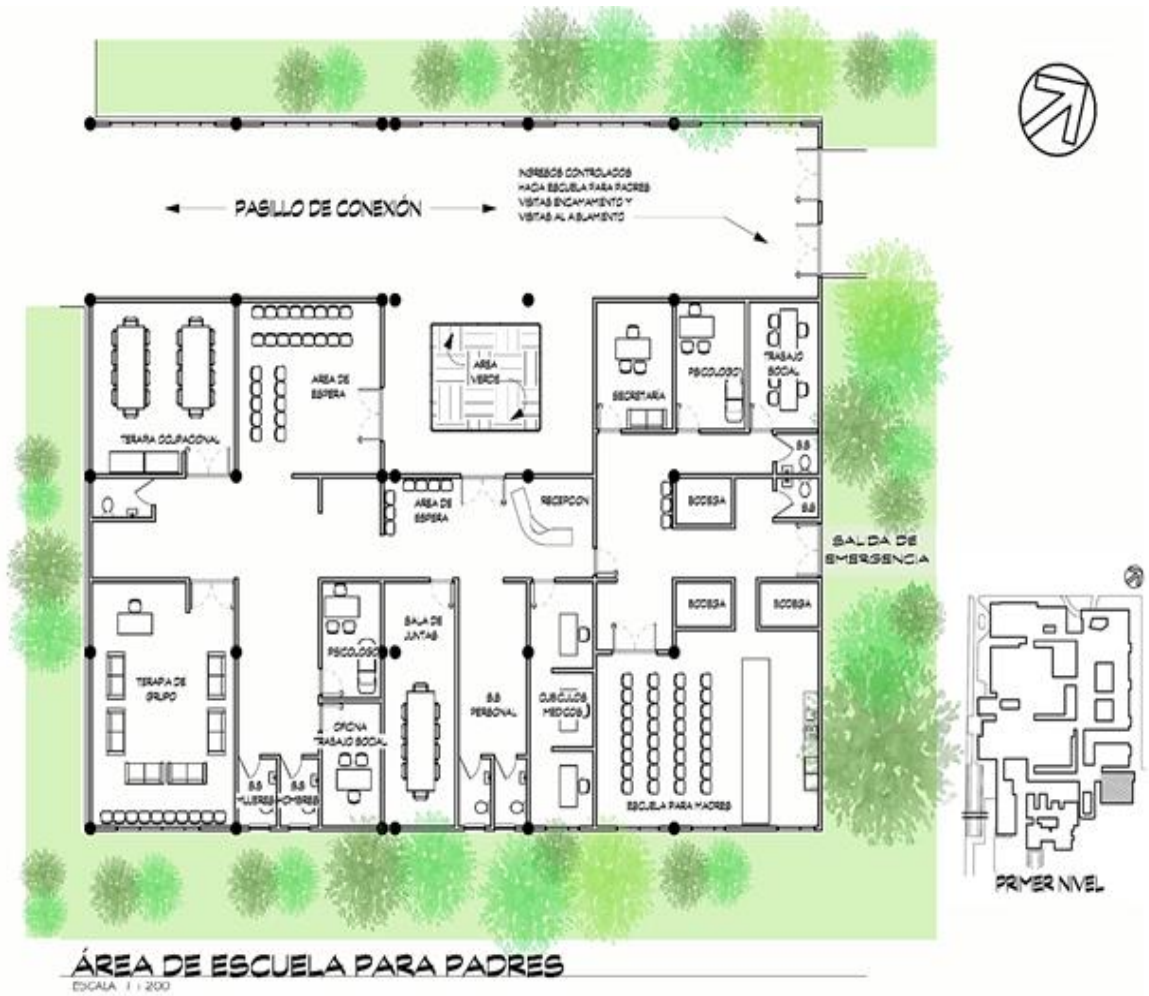 INGRESOS CONTROLADOS
HACIA ESCUELA PARA PADRES
VISITAS ENCAMAMIENTO Y
VISITAS AL AISLAMIENTO
PASILLO DE CONEXIÓN
AREA
VERDE
AREA DE
ESPERA
SECRETARÍA
PSICOLOGO
TRABAJO
SOCIAL
TERAPIA OCUPACIONAL
S.S
AREA DE
ESPERA
RECEPCION
BODEGA
S.S
SALIDA DE
EMERGENCIA
BODEGA
BODEGA
SALA DE
JUNTAS
PSICOLOGO
TERAPIA DE
GRUPO
S.S
PERSONAL
CUBICULOS
MEDICOS
OFICINA
TRABAJO SOCIAL
S.S
MUJERES
S.S
HOMBRES
ESCUELA PARA MADRES
PRIMER NIVEL
ÁREA DE ESCUELA PARA PADRES
ESCALA 1 : 200